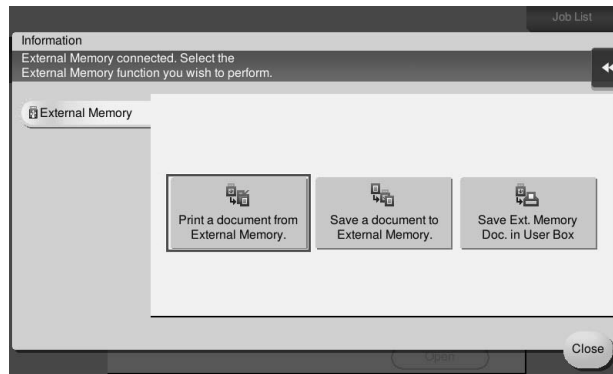 Job List
Information
External Memory connected. Select the
External Memory function you wish to perform.
External Memory
Print a document from
External Memory.
Save a document to
External Memory.
Save Ext. Memory
Doc. in User Box
Close
Open